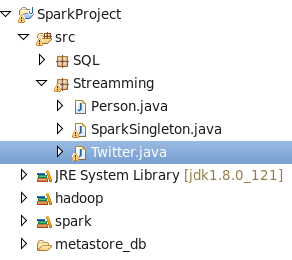 SparkProject
src
SQL
Streamming
Person.java
SparkSingleton.java
Twitter.java
JRE System Library [jdk1.8.0_121]
hadoop
spark
metastore_db